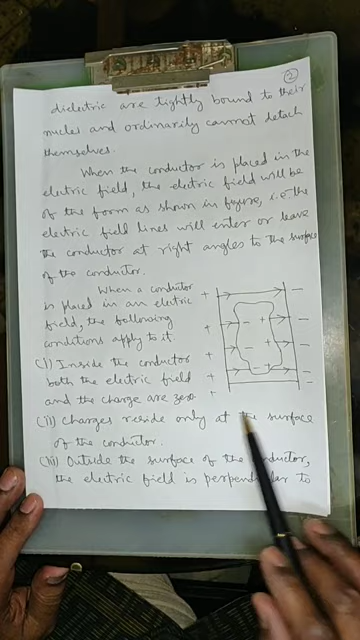 2
dielectric are tightly bound to their
nuclei and ordinarily cannot detach
themselves.
When the conductor is placed in the
electric field, the electric field will be
of the form as shown in figure, i.e. the
electric field lines will enter or leave
the conductor at right angles to the surface
of the conductor.
When a conductor
is placed in an electric
field, the following
conditions apply to it.
(i) Inside the conductor
both the electric field
and the charge are zero
(ii) Charges reside only at the surface
of the conductor.
(iii) Outside the surface of the conductor,
the electric field is perpendicular to